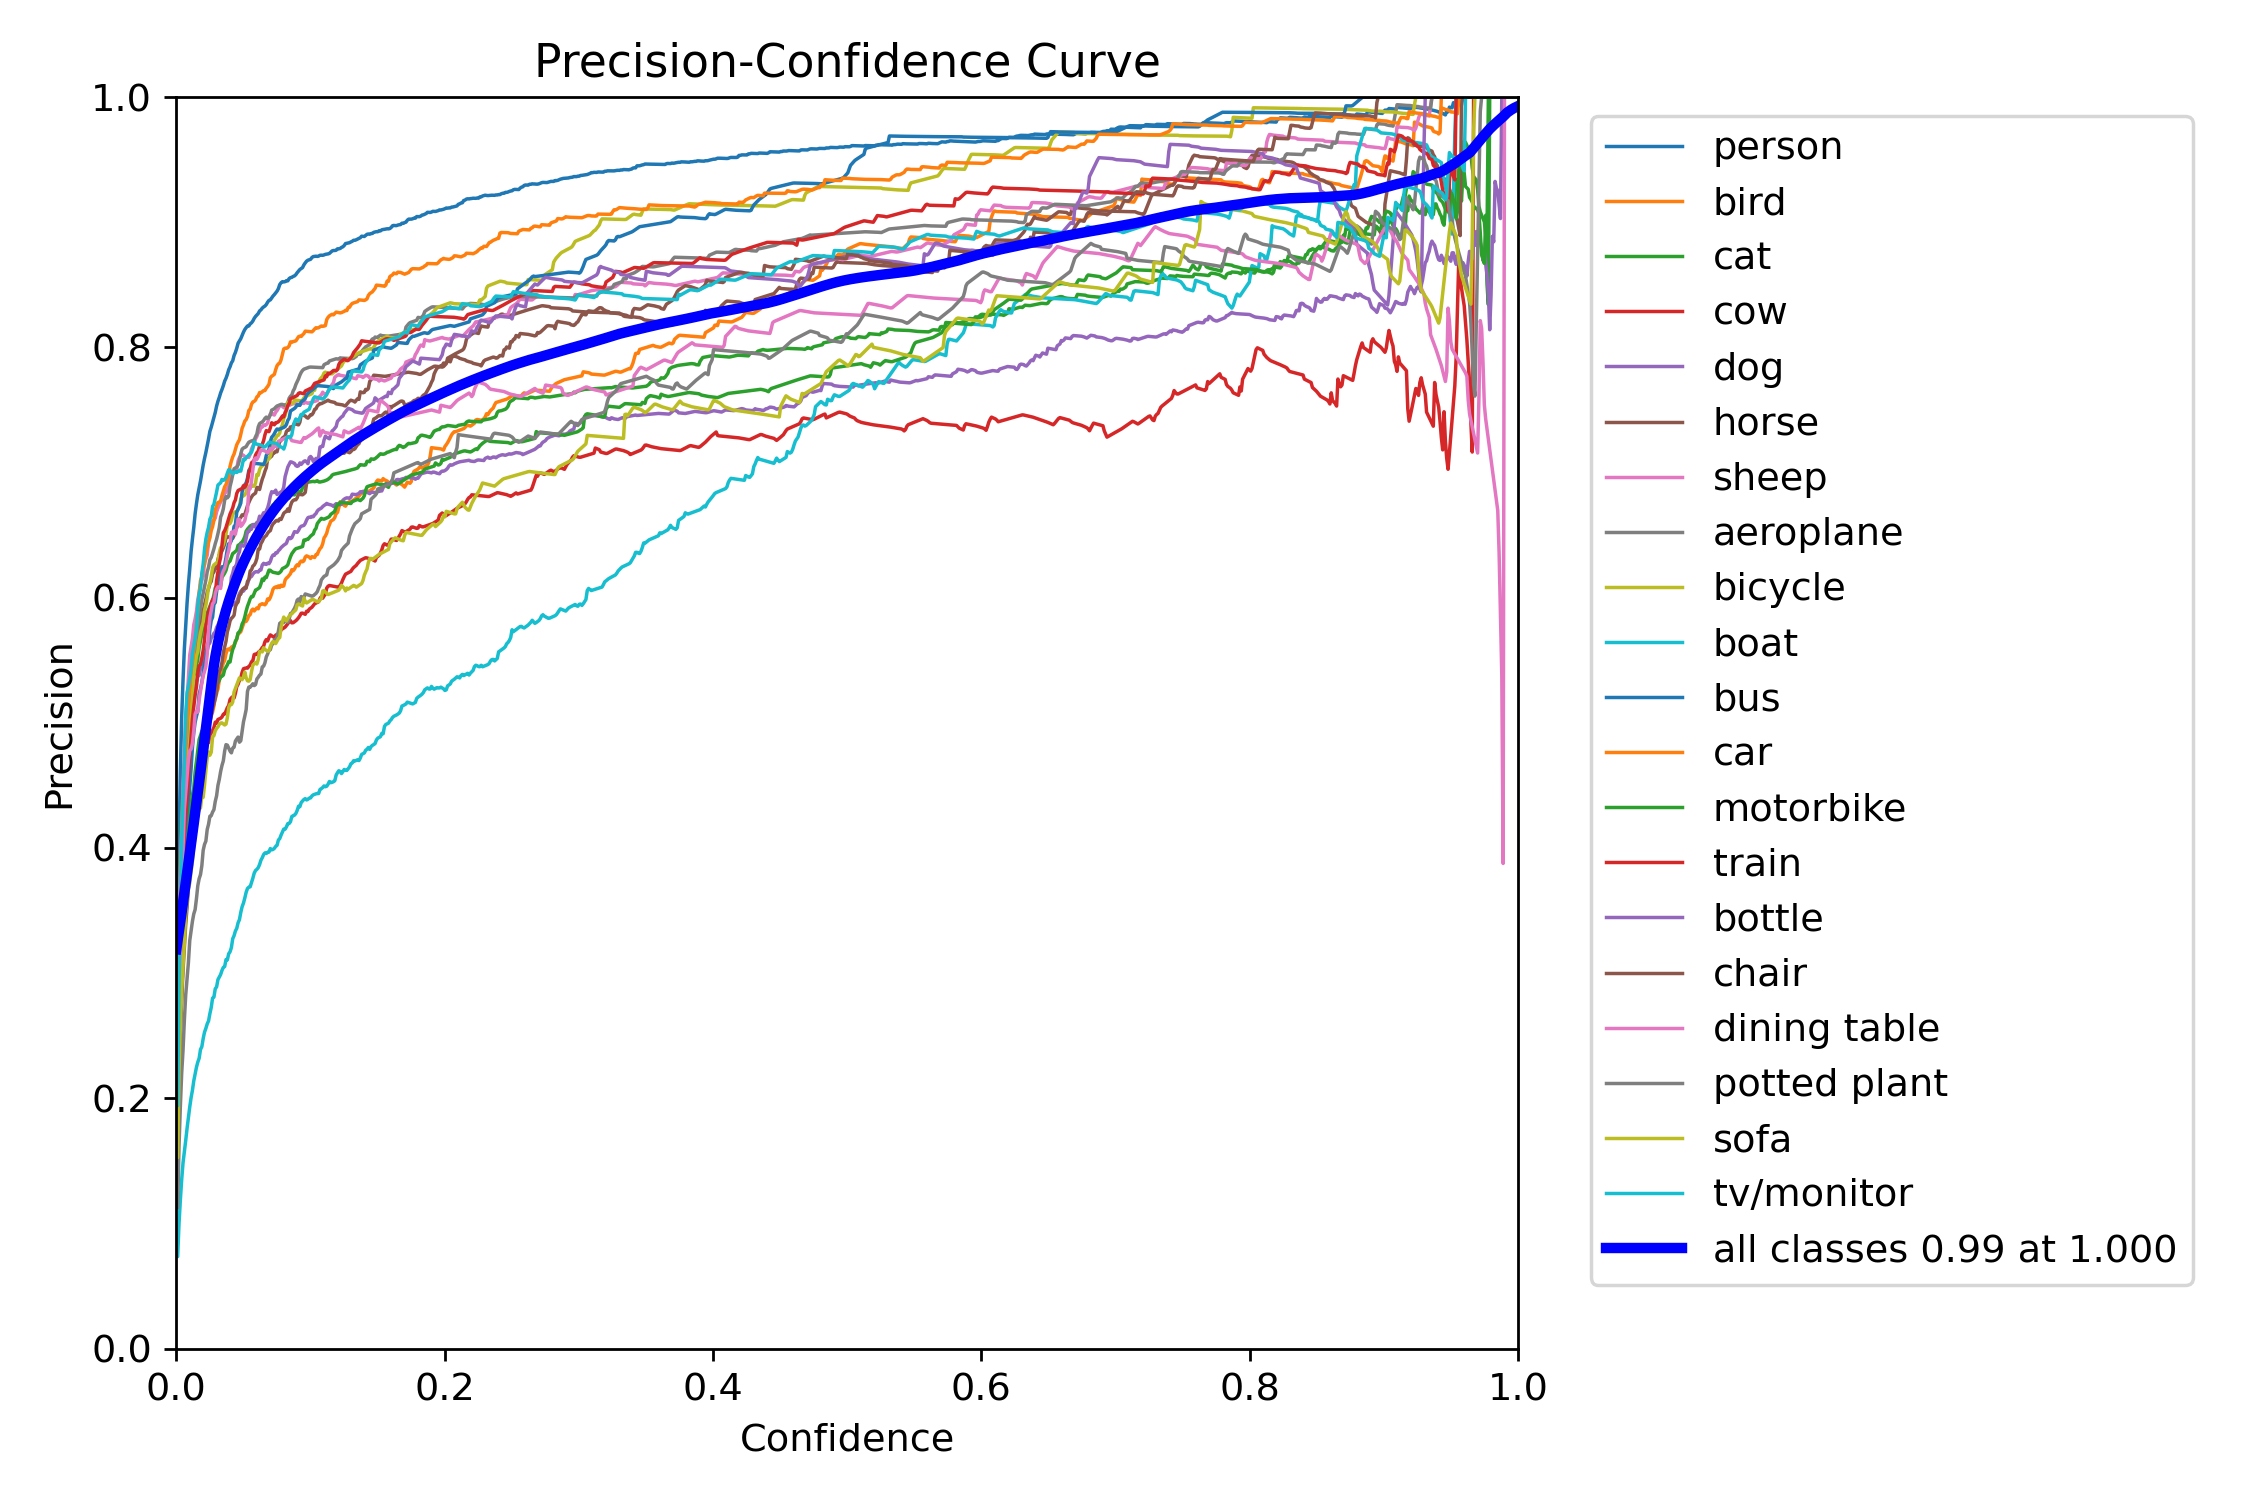 Precision-Confidence Curve
1.0
0.8
0.6
0.4
0.2
0.0
Precision
0.0 0.2 0.4 0.6 0.8 1.0
Confidence
person
bird
cat
cow
dog
horse
sheep
aeroplane
bicycle
boat
bus
car
motorbike
train
bottle
chair
dining table
potted plant
sofa
tv/monitor
all classes 0.99 at 1.000